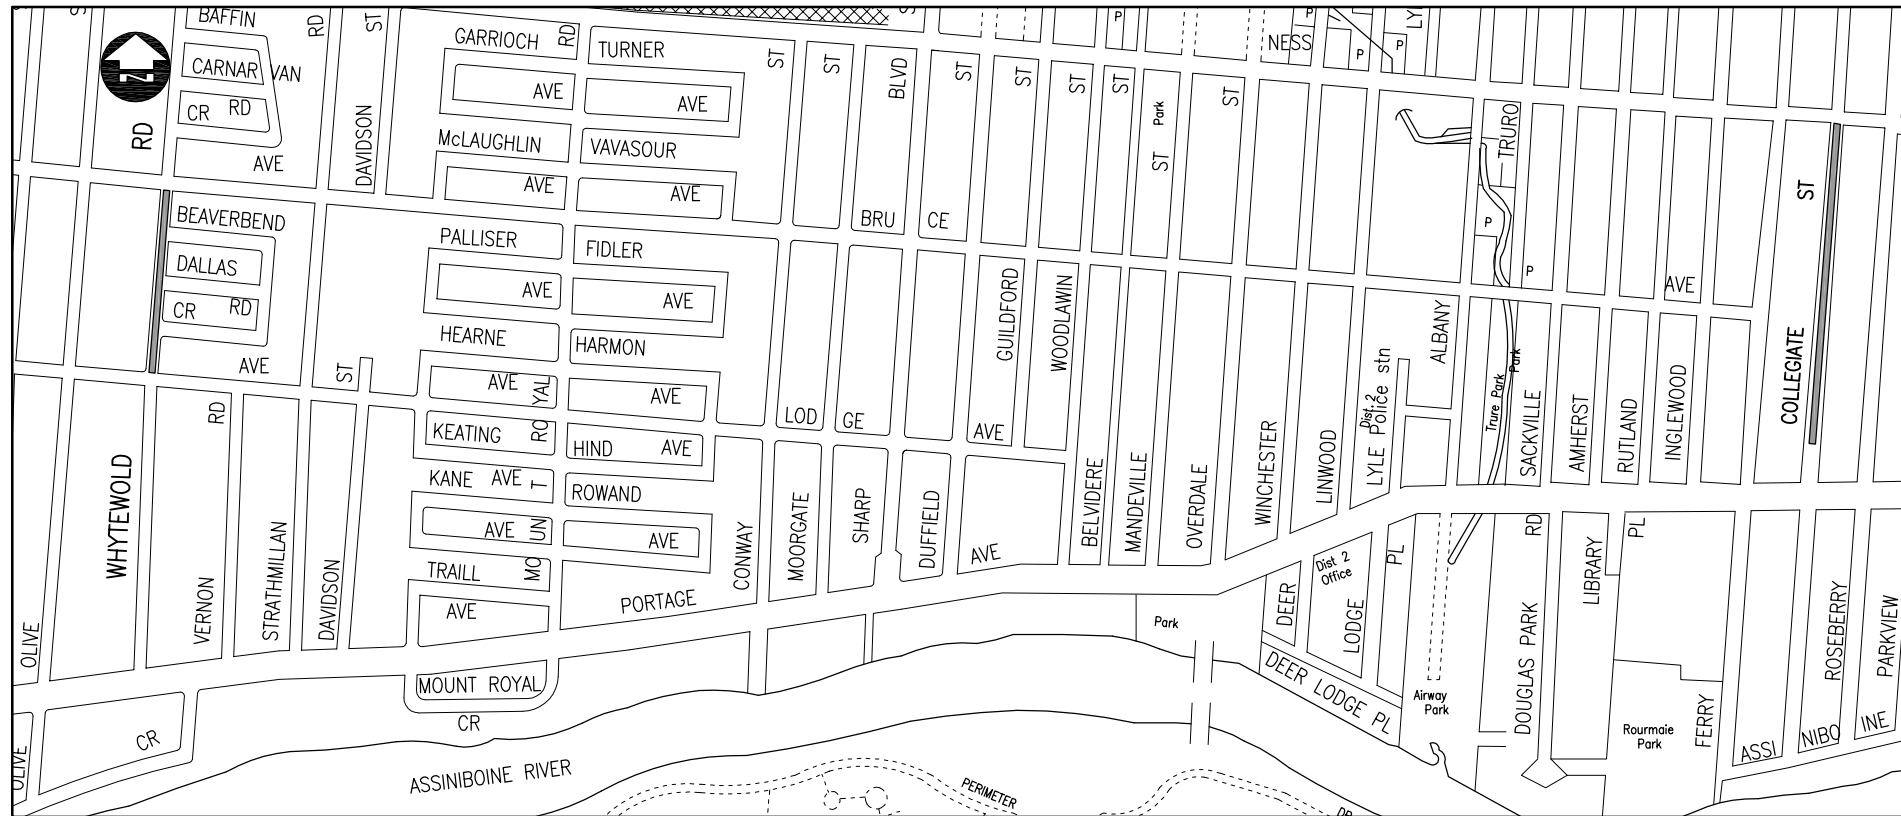 BAFFIN
RD
ST
CARNAR
VAN
CR
RD
AVE
N
RD
DAVIDSON
GARRIOCH
RD
TURNER
AVE
AVE
McLAUGHLIN
VAVASOUR
AVE
AVE
ST
ST
BLVD
ST
ST
ST
ST
Park
ST
ST
NESS
P
P
P
P
LY
TRURO
P
P
BEAVERBEND
DALLAS
CR
RD
AVE
ST
PALLISER
FIDLER
AVE
AVE
HEARNE
HARMON
AVE
AVE
ROYAL
KEATING
HIND
AVE
KANE
AVE
ROWAND
AVE
AVE
MOUNT
TRAILL
AVE
BRU
CE
AVE
LOD
GE
AVE
GUILDFORD
WOODLAWIN
ALBANY
Dist. 2
Police stn
LYLE
Trure Park
Park
SACKVILLE
AMHERST
RUTLAND
INGLEWOOD
COLLEGIATE
ST
WHYTEWOLD
VERNON
RD
STRATHMILLAN
DAVIDSON
CONWAY
MOORGATE
SHARP
DUFFIELD
BELVIDERE
MANDEVILLE
OVERDALE
WINCHESTER
LINWOOD
PORTAGE
AVE
OLIVE
OLIVE
CR
MOUNT ROYAL
CR
ASSINIBOINE RIVER
PERIMETER
Park
DEER
LODGE
PL
Dist 2
Office
DEER LODGE PL
Airway
Park
DOUGLAS PARK
RD
LIBRARY
PL
Rourmaie
Park
FERRY
ROSEBERRY
PARKVIEW
ASSI
NIBO
INE